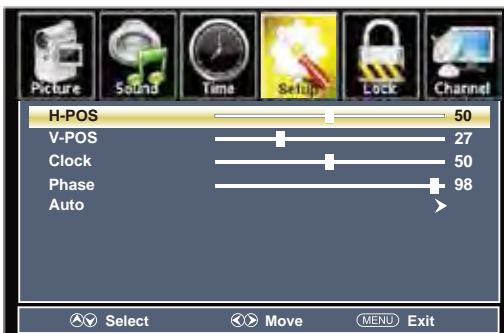 Picture Sound Time Setup Lock Channel
H-POS 50
V-POS 27
Clock 50
Phase 98
Auto
Select Move MENU Exit